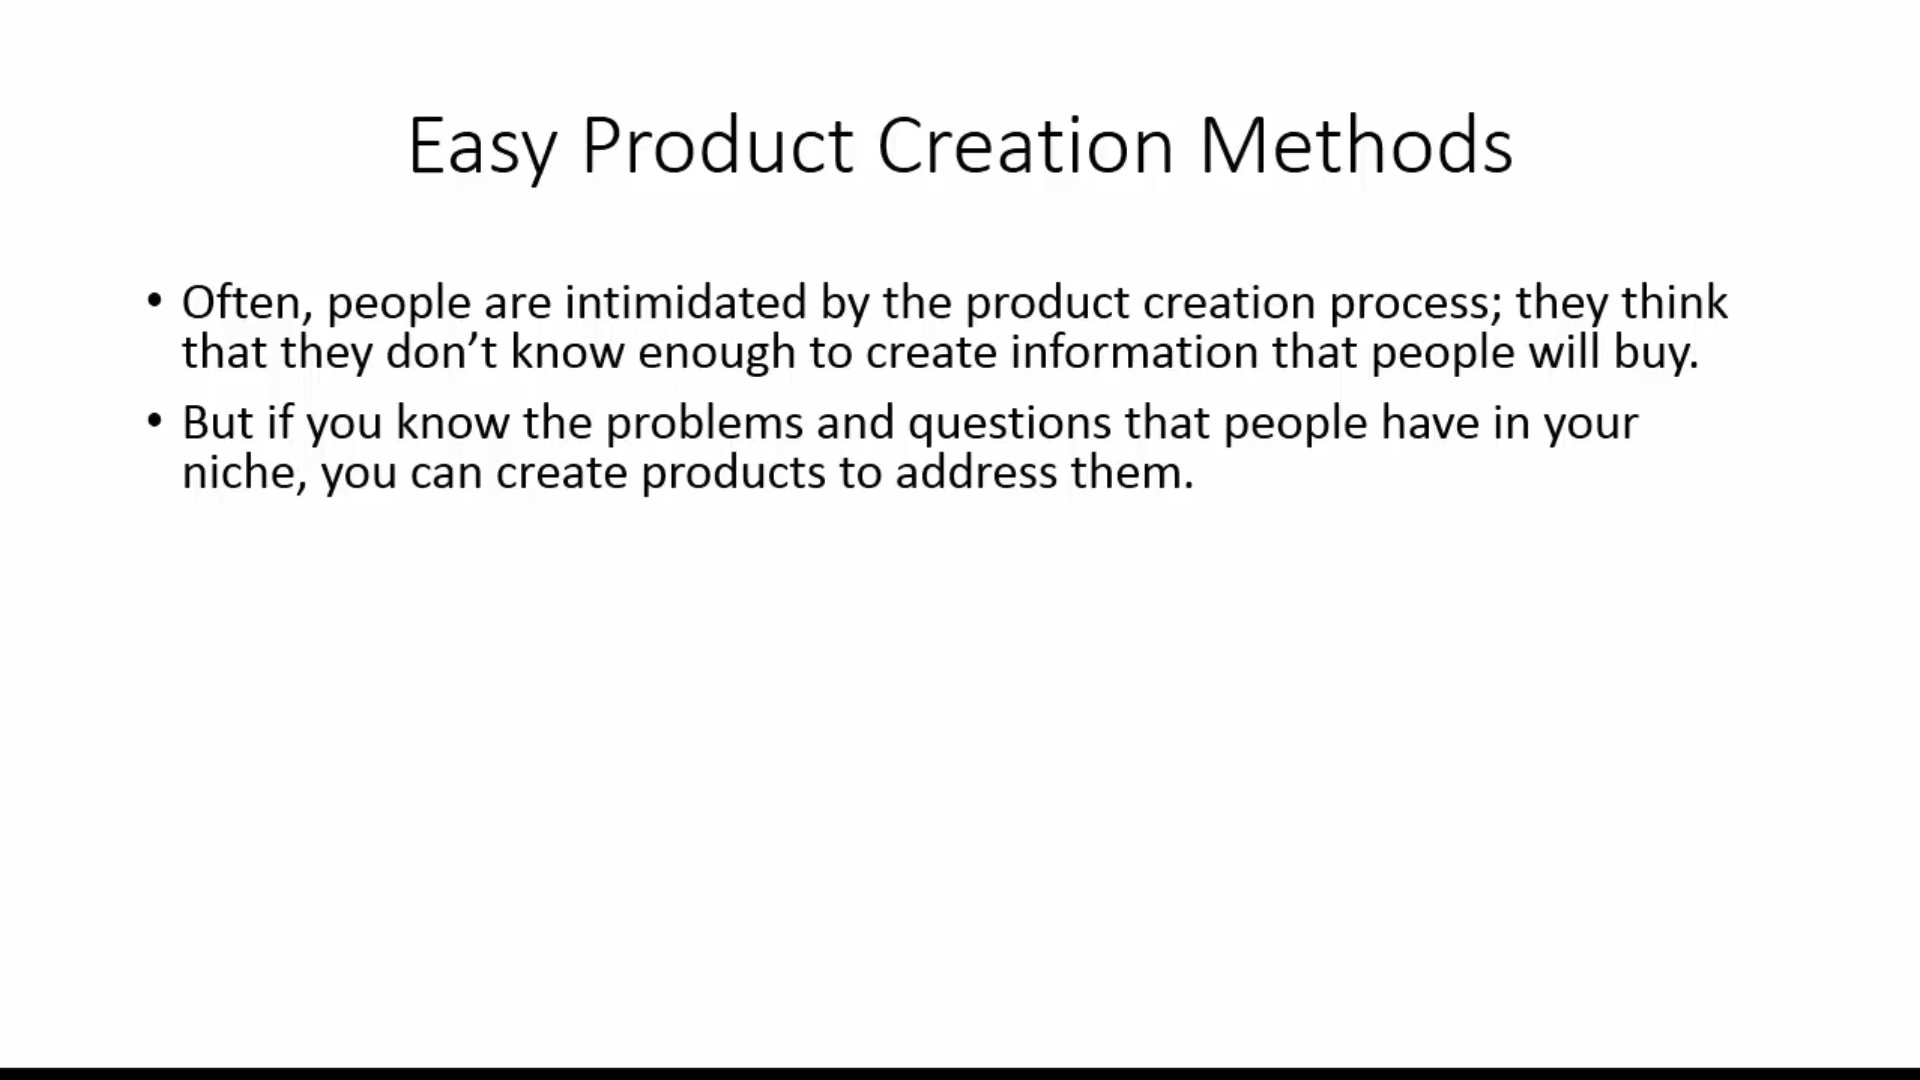 Easy Product Creation Methods
• Often, people are intimidated by the product creation process; they think
that they don’t know enough to create information that people will buy.
• But if you know the problems and questions that people have in your
niche, you can create products to address them.